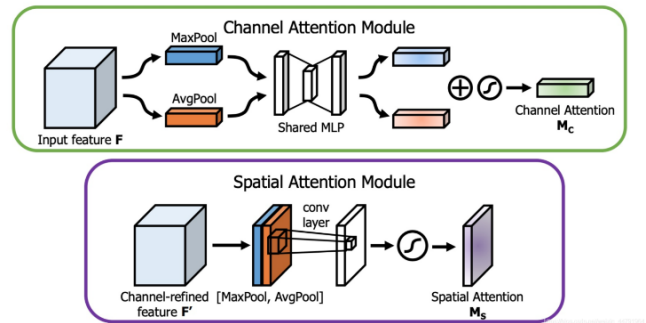 Channel Attention Module
MaxPool
AvgPool
Input feature F
Shared MLP
Channel Attention
Mc
Spatial Attention Module
conv
layer
Channel-refined
feature F'
[MaxPool, AvgPool]
Spatial Attention
Ms